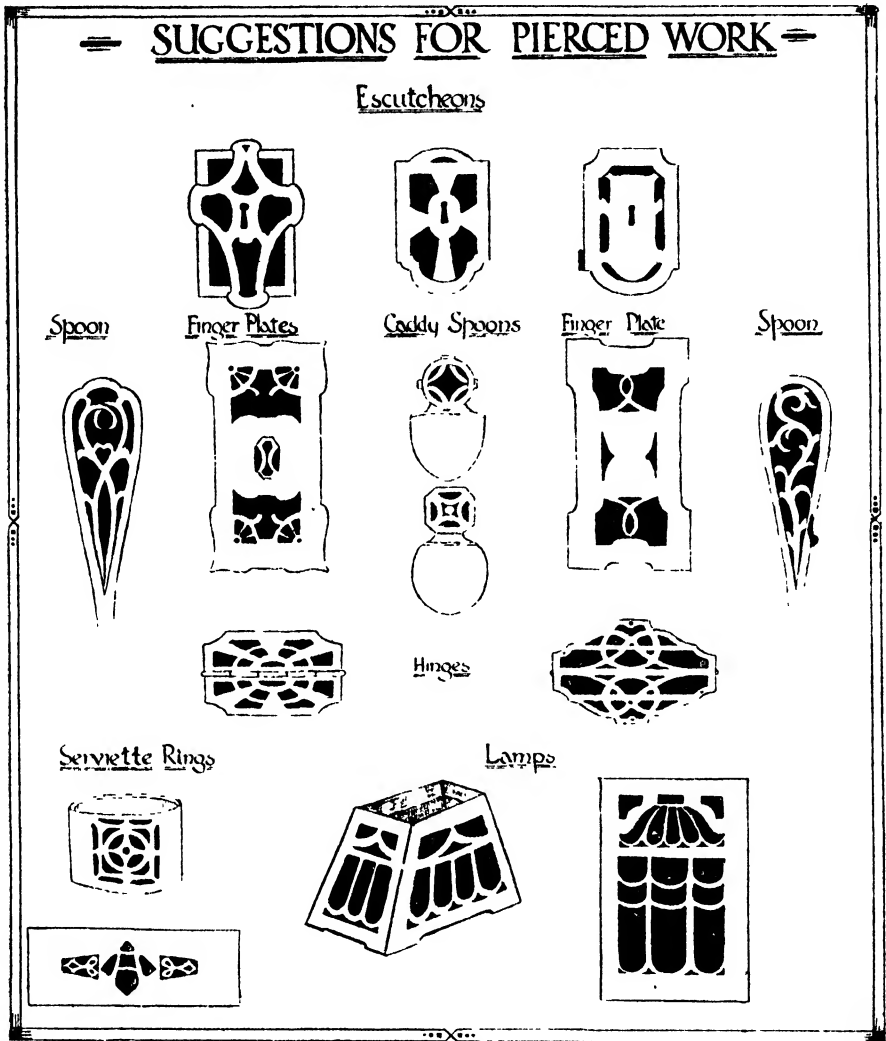 SUGGESTIONS FOR PIERCED WORK
Escutcheons
Spoon
Finger Plates
Caddy Spoons
Finger Plate
Spoon
Hinges
Serviette Rings
Lamps